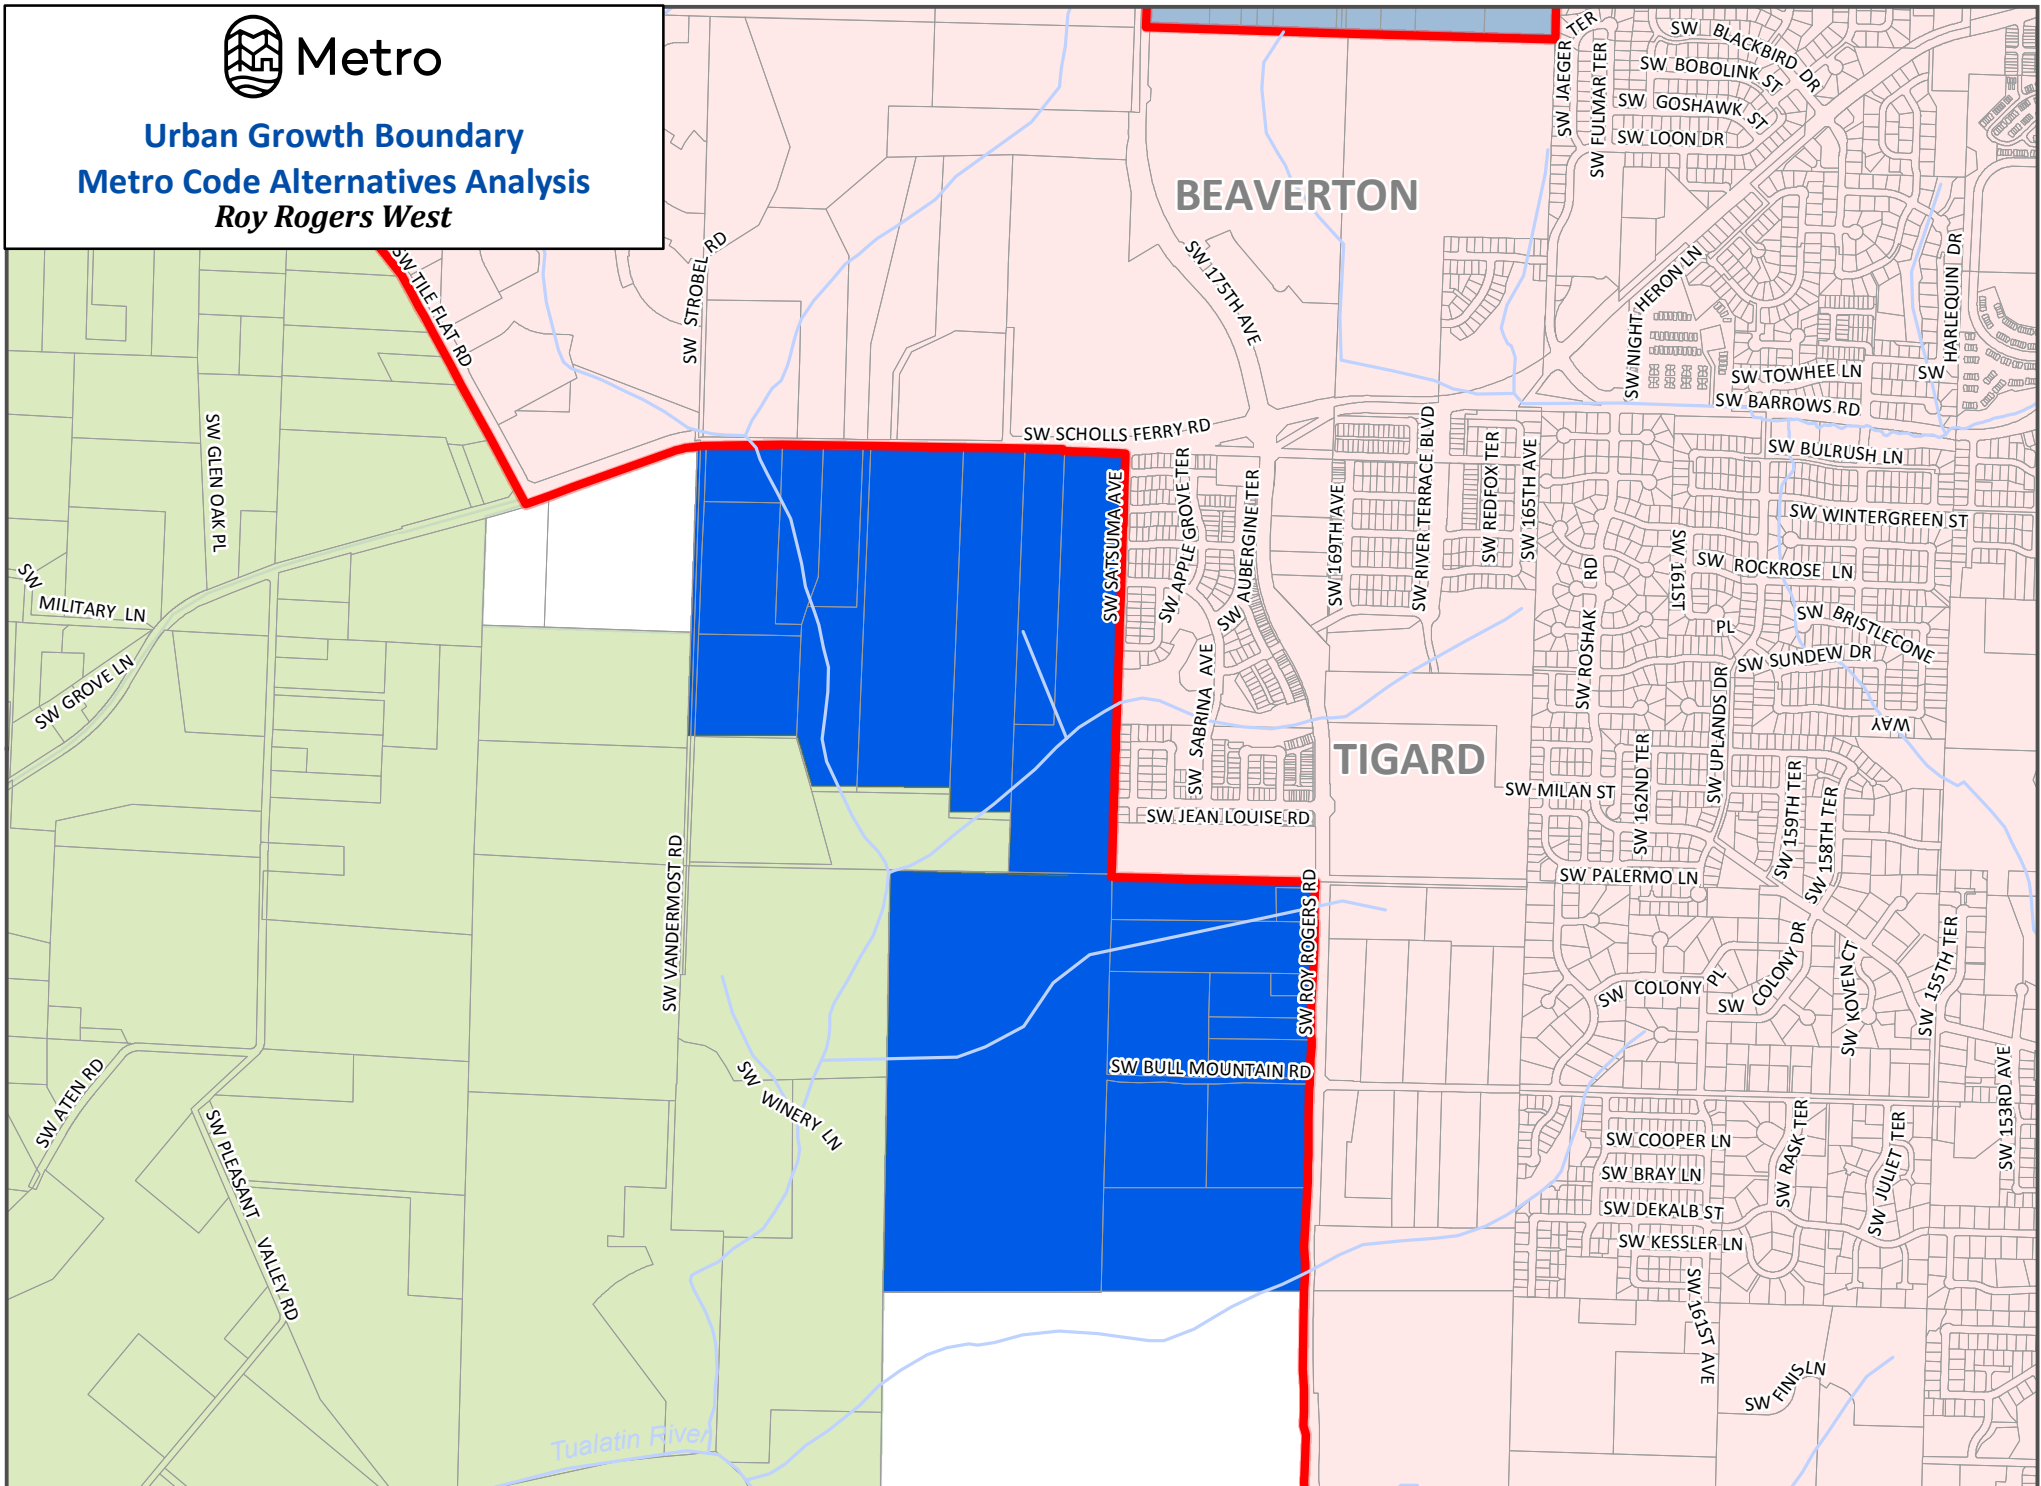 Metro
Urban Growth Boundary
Metro Code Alternatives Analysis
Roy Rogers West
SW JAEGER TER
SW FULMAR TER
SW BLACKBIRD DR
SW BOBOLINK ST
SW GOSHAWK ST
SW LOON DR
BEAVERTON
SW TILE FLAT RD
SW STROBEL RD
SW 175TH AVE
SW NIGHT HERON LN
HARLEQUIN DR
SW
SW TOWHEE LN
SW BARROWS RD
SW SCHOLLS FERRY RD
SW BULRUSH LN
SW GLEN OAK PL
SW SATSUMA AVE
SW APPLE GROVE TER
SW AUBERGINE TER
SW 169TH AVE
SW RIVER TERRACE BLVD
SW REDFOX TER
SW 165TH AVE
SW WINTERGREEN ST
SW ROCKROSE LN
SW 161ST
PL
SW BRISTLECONE
WAY
SW SUNDEW DR
SW MILITARY LN
SW GROVE LN
SW ROSHAK RD
SW SABRINA AVE
SW UPLANDS DR
TIGARD
SW MILAN ST
SW 162ND TER
SW 159TH TER
SW 158TH TER
SW JEAN LOUISE RD
SW PALERMO LN
SW VANDERMOST RD
SW ROY ROGERS RD
SW COLONY PL
SW COLONY DR
SW KOVEN CT
SW 155TH TER
SW BULL MOUNTAIN RD
SW WINERY LN
SW ATEN RD
SW PLEASANT VALLEY RD
SW 153RD AVE
SW COOPER LN
SW BRAY LN
SW RASK TER
SW JULIET TER
SW DEKALB ST
SW KESSLER LN
SW 161ST AVE
SW FINIS LN
Tualatin River